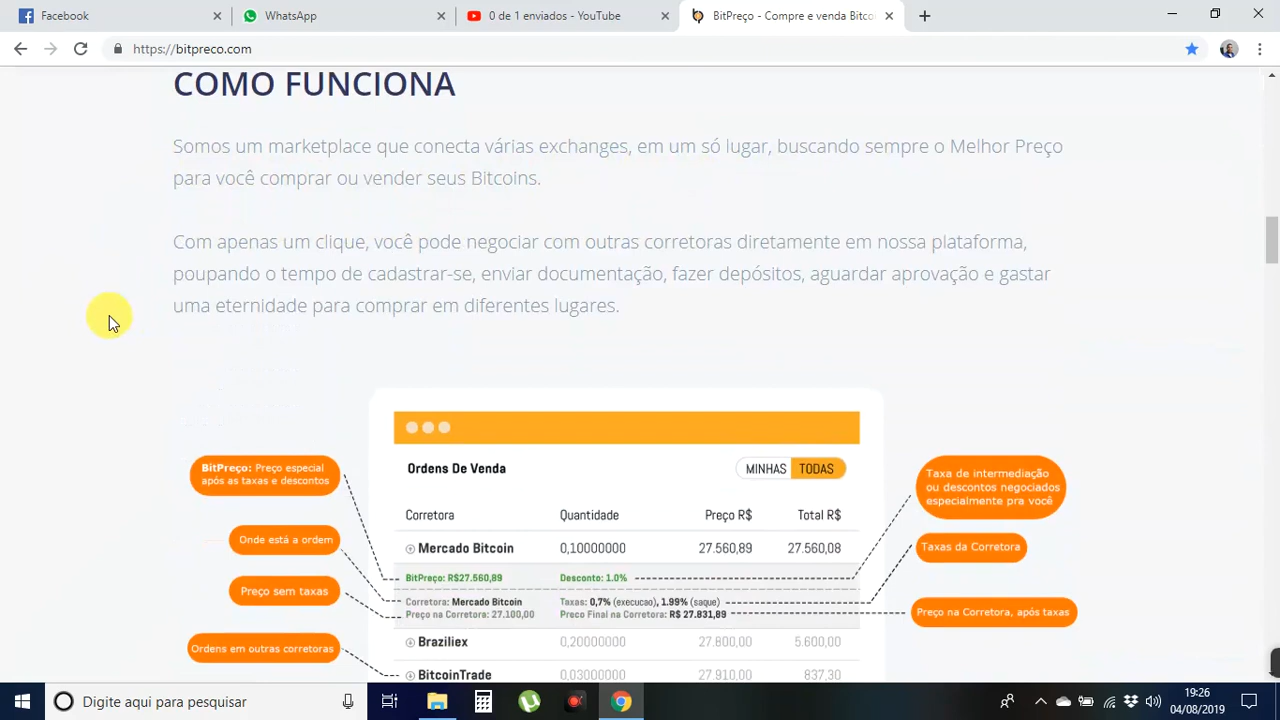 Facebook
WhatsApp
0 de 1 enviados - YouTube
BitPreço - Compre e venda Bitco
https://bitpreco.com
COMO FUNCIONA
Somos um marketplace que conecta várias exchanges, em um só lugar, buscando sempre o Melhor Preço
para você comprar ou vender seus Bitcoins.
Com apenas um clique, você pode negociar com outras corretoras diretamente em nossa plataforma,
poupando o tempo de cadastrar-se, enviar documentação, fazer depósitos, aguardar aprovação e gastar
uma eternidade para comprar em diferentes lugares.
BitPreço: Preço especial
após as taxas e descontos
Onde está a ordem
Preço sem taxas
Ordens em outras corretoras
Ordens De Venda
MINHAS TODAS
Corretora Quantidade Preço R$ Total R$
Mercado Bitcoin 0,10000000 27.560,89 27.560,08
BitPreço: R$27.560,89 Desconto: 1.0%
Corretora: Mercado Bitcoin Taxas: 0,7% (execucao), 1.99% (saque)
Preço na Corretora: 27.100,00 Preco Final na Corretora: R$ 27.831,89
Braziliex 0,20000000 27.800,00 5.600,00
BitcoinTrade 0,03000000 27.910,00 837,30
Taxa de intermediação
ou descontos negociados
especialmente pra você
Taxas da Corretora
Preço na Corretora, após taxas
Digite aqui para pesquisar
19:26
04/08/2019